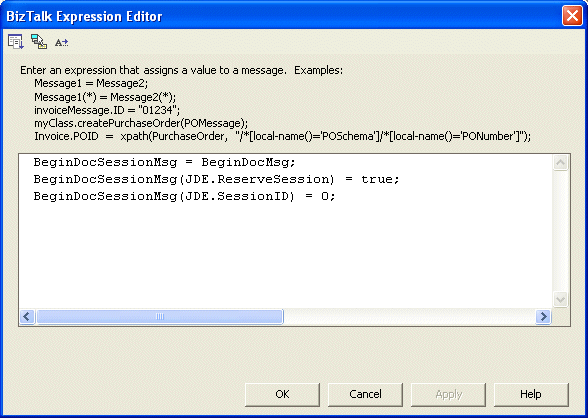 BizTalk Expression Editor
Enter an expression that assigns a value to a message. Examples:
Message1 = Message2;
Message1(*) = Message2(*);
invoiceMessage.ID = "01234";
myClass.createPurchaseOrder(POMessage);
Invoice.POID = xpath(PurchaseOrder, "/*[local-name()='POSchema']/*[local-name()='PONumber']");
BeginDocSessionMsg = BeginDocMsg;
BeginDocSessionMsg(JDE.ReserveSession) = true;
BeginDocSessionMsg(JDE.SessionID) = 0;
OK Cancel Apply Help